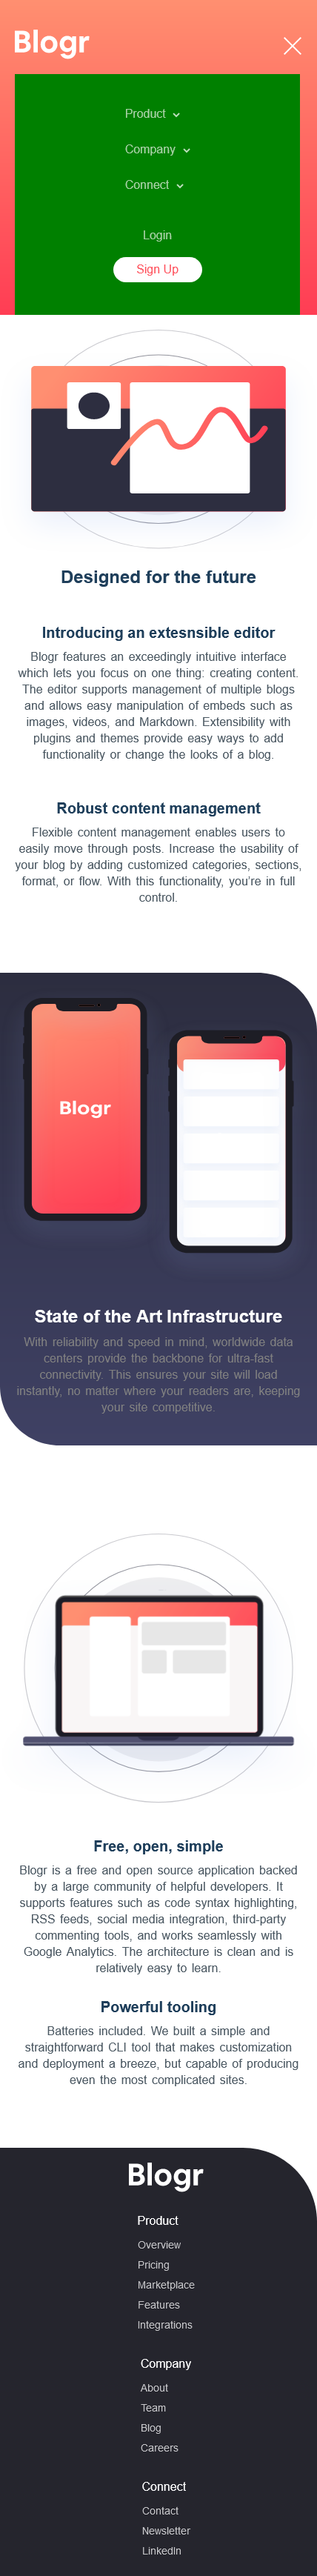 Blogr
Product
Company
Connect
Login
Sign Up
Designed for the future
Introducing an extesnsible editor
Blogr features an exceedingly intuitive interface
which lets you focus on one thing: creating content.
The editor supports management of multiple blogs
and allows easy manipulation of embeds such as
images, videos, and Markdown. Extensibility with
plugins and themes provide easy ways to add
functionality or change the looks of a blog.
Robust content management
Flexible content management enables users to
easily move through posts. Increase the usability of
your blog by adding customized categories, sections,
format, or flow. With this functionality, you’re in full
control.
Blogr
State of the Art Infrastructure
With reliability and speed in mind, worldwide data
centers provide the backbone for ultra-fast
connectivity. This ensures your site will load
instantly, no matter where your readers are, keeping
your site competitive.
Free, open, simple
Blogr is a free and open source application backed
by a large community of helpful developers. It
supports features such as code syntax highlighting,
RSS feeds, social media integration, third-party
commenting tools, and works seamlessly with
Google Analytics. The architecture is clean and is
relatively easy to learn.
Powerful tooling
Batteries included. We built a simple and
straightforward CLI tool that makes customization
and deployment a breeze, but capable of producing
even the most complicated sites.
Blogr
Product
Overview
Pricing
Marketplace
Features
Integrations
Company
About
Team
Blog
Careers
Connect
Contact
Newsletter
LinkedIn